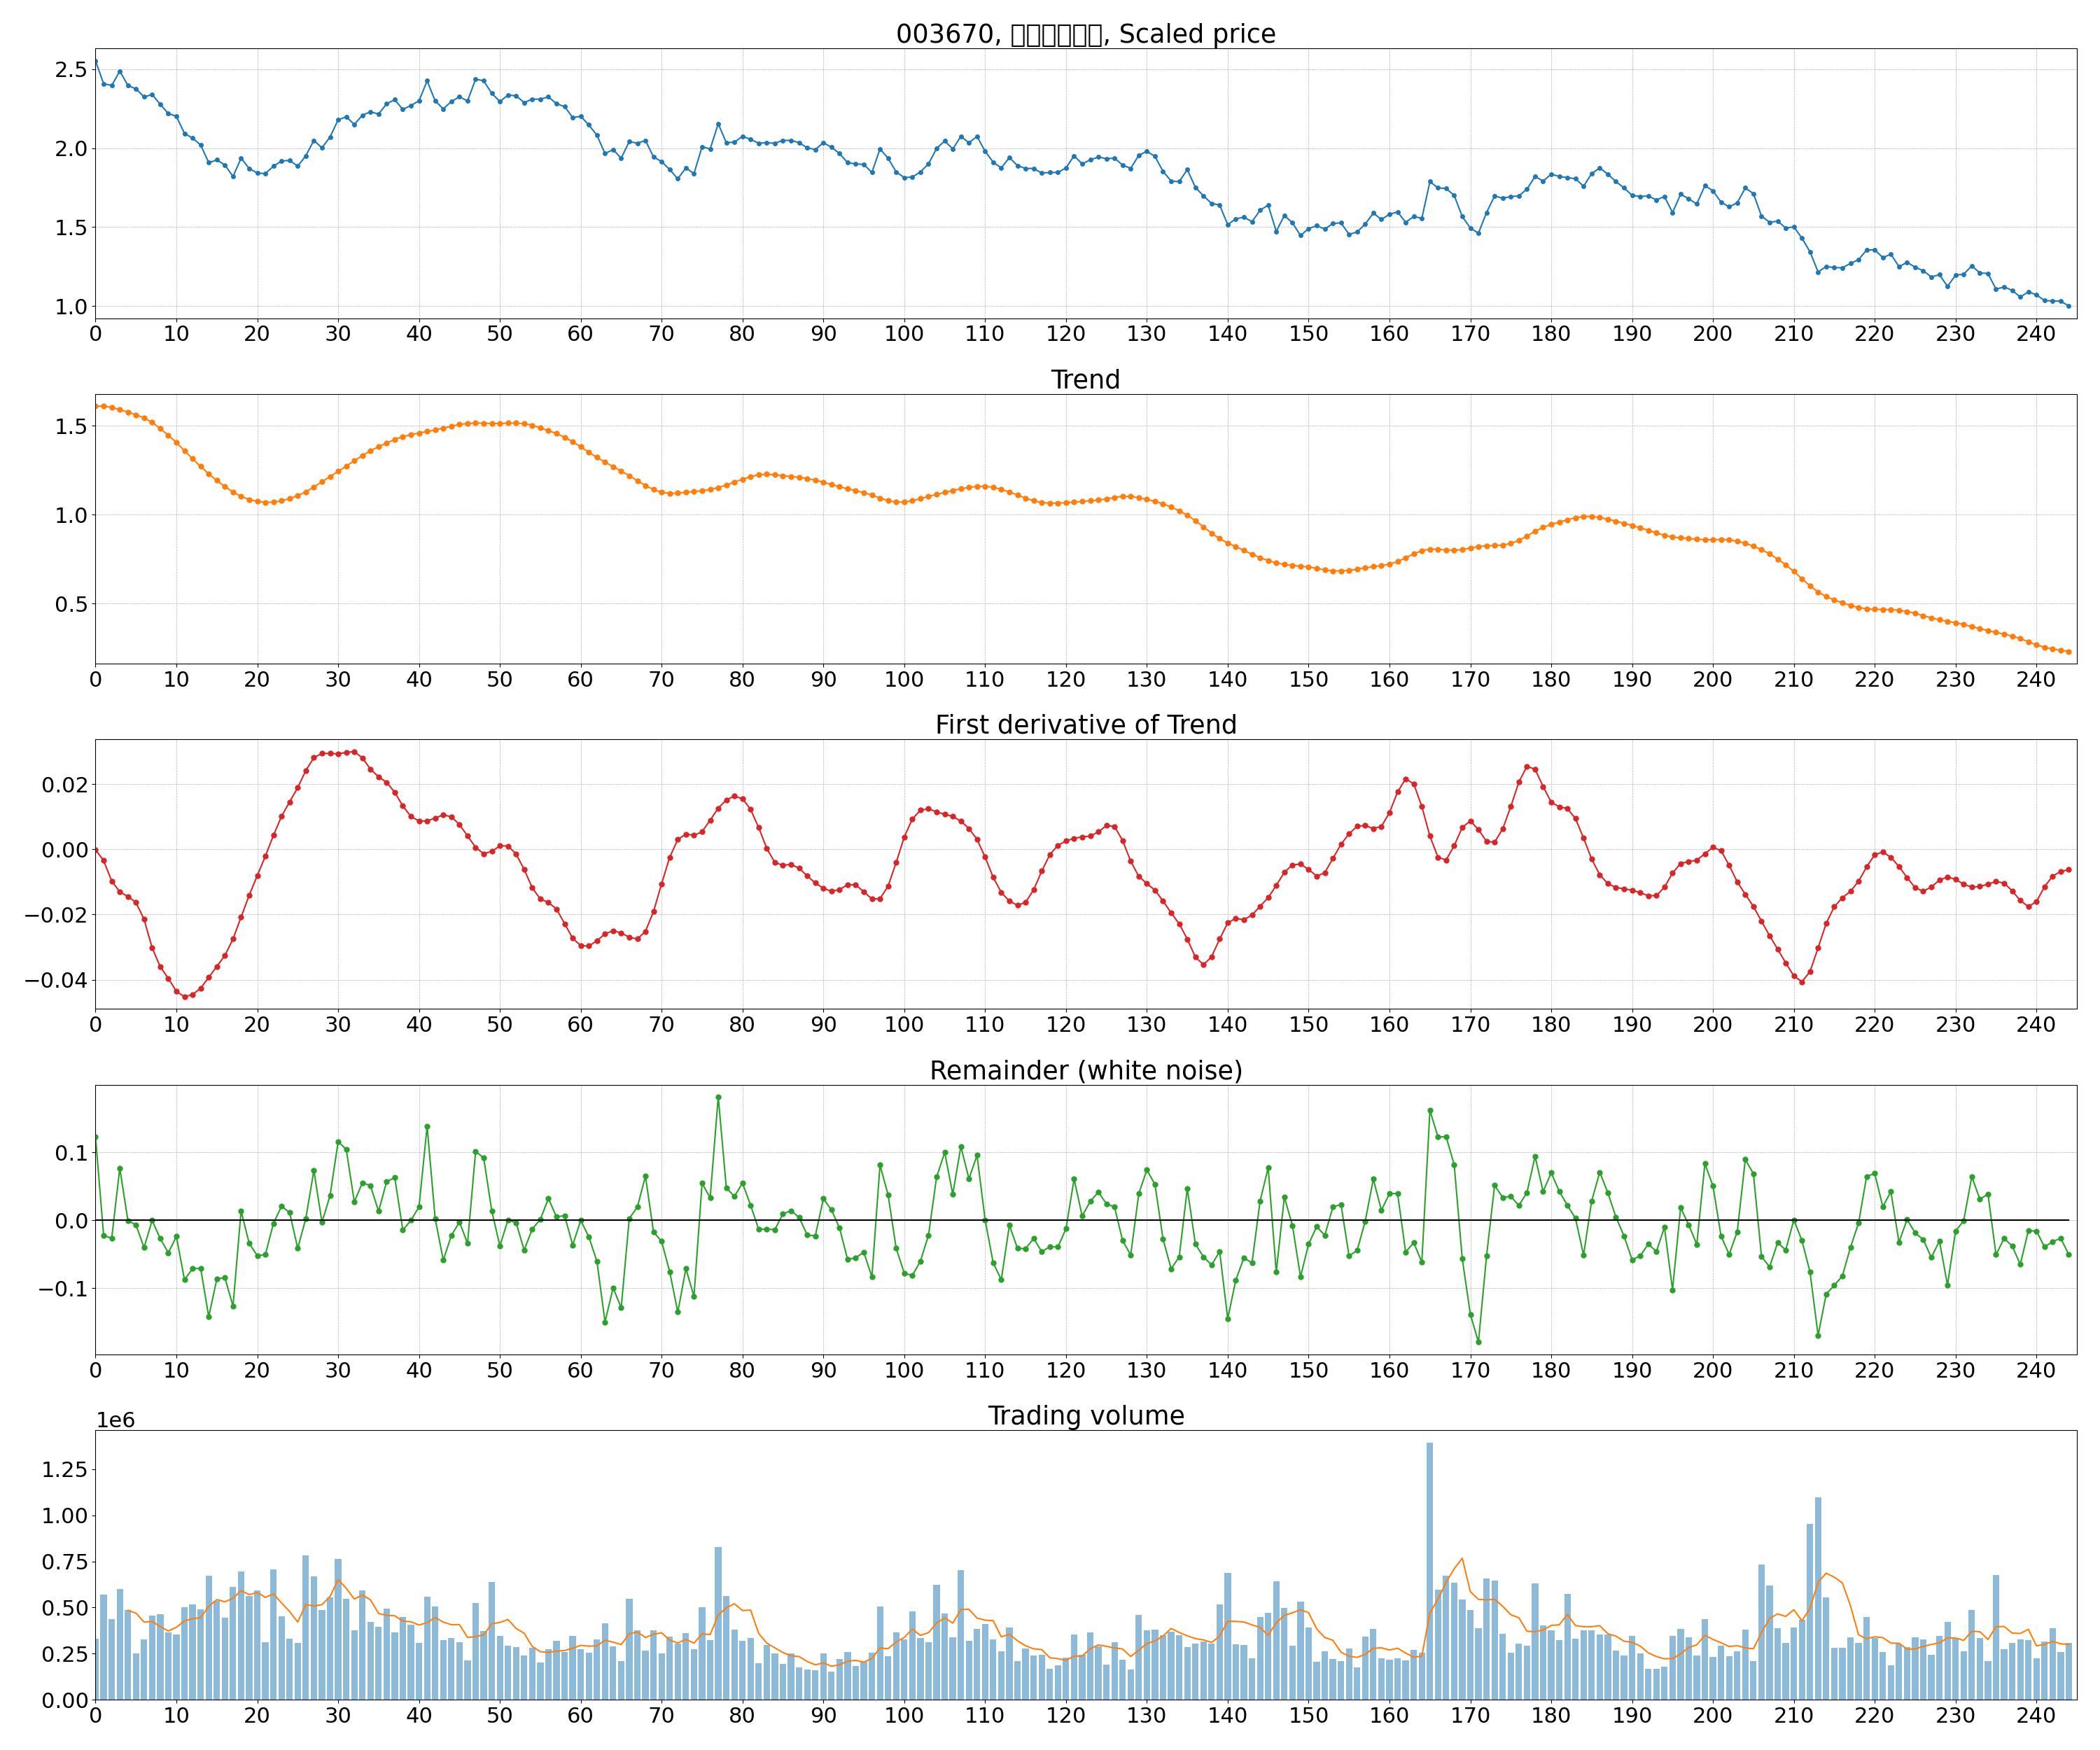 003670, □□□□□□, Scaled price
2.5
2.0
1.5
1.0
0 10 20 30 40 50 60 70 80 90 100 110 120 130 140 150 160 170 180 190 200 210 220 230 240
Trend
1.5
1.0
0.5
0 10 20 30 40 50 60 70 80 90 100 110 120 130 140 150 160 170 180 190 200 210 220 230 240
First derivative of Trend
0.02
0.00
−0.02
−0.04
0 10 20 30 40 50 60 70 80 90 100 110 120 130 140 150 160 170 180 190 200 210 220 230 240
Remainder (white noise)
0.1
0.0
−0.1
0 10 20 30 40 50 60 70 80 90 100 110 120 130 140 150 160 170 180 190 200 210 220 230 240
Trading volume
1e6
1.25
1.00
0.75
0.50
0.25
0.00
0 10 20 30 40 50 60 70 80 90 100 110 120 130 140 150 160 170 180 190 200 210 220 230 240